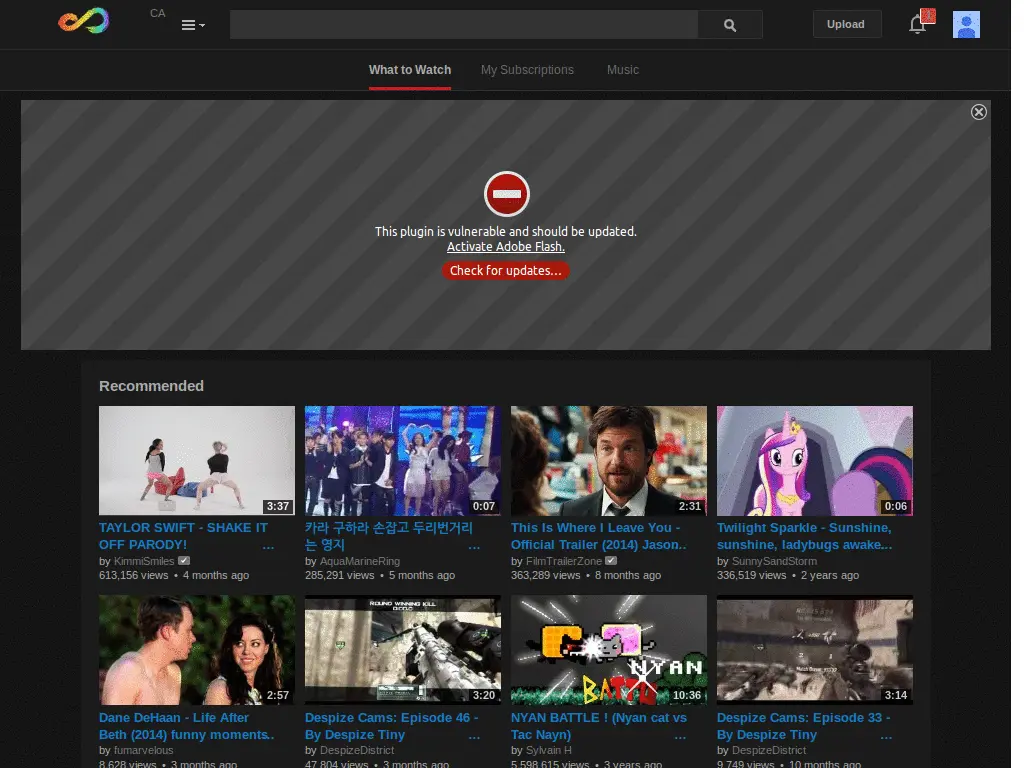 CA
Upload
What to Watch My Subscriptions Music
This plugin is vulnerable and should be updated.
Activate Adobe Flash.
Check for updates...
Recommended
3:37
0:07
2:31
0:06
TAYLOR SWIFT - SHAKE IT
OFF PARODY! ...
by KimmiSmiles
613,156 views • 4 months ago
카라 구하라 손잡고 두리번거리
는 영지 ...
by AquaMarineRing
285,291 views • 5 months ago
This Is Where I Leave You -
Official Trailer (2014) Jason..
by FilmTrailerZone
363,289 views • 8 months ago
Twilight Sparkle - Sunshine,
sunshine, ladybugs awake...
by SunnySandStorm
336,519 views • 2 years ago
2:57
ROUND WINNING KILL
3:20
NYAN
BATTLE
10:36
3:14
Dane DeHaan - Life After
Beth (2014) funny moments..
by fumarvelous
8,628 views • 3 months ago
Despize Cams: Episode 46 -
By Despize Tiny ...
by DespizeDistrict
47,804 views • 3 months ago
NYAN BATTLE ! (Nyan cat vs
Tac Nayn) ...
by Sylvain H
5,598,615 views • 3 years ago
Despize Cams: Episode 33 -
By Despize Tiny ...
by DespizeDistrict
9,749 views • 10 months ago